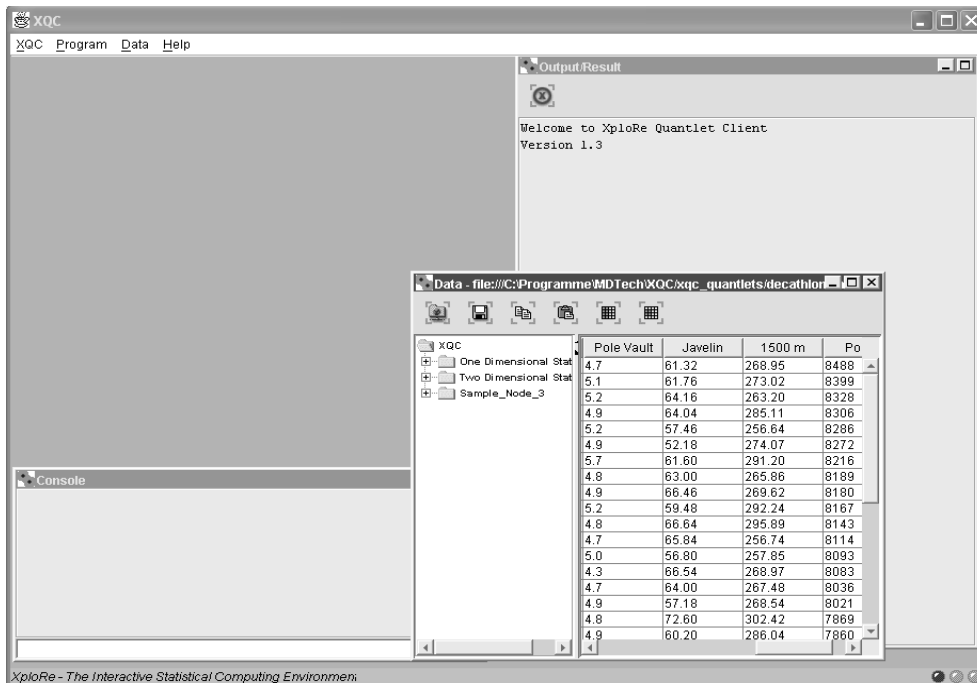 XQC
XQC Program Data Help
Output/Result
Welcome to XploRe Quantlet Client
Version 1.3
Data - file:///C:\Programme\MDTech\XQC/xqc_quantlets/decathlon
XQC
One Dimensional Stat
Two Dimensional Stat
Sample_Node_3
Pole Vault Javelin 1500 m Po
4.7 61.32 268.95 8488
5.1 61.76 273.02 8399
5.2 64.16 263.20 8328
4.9 64.04 285.11 8306
5.2 57.46 256.64 8286
4.9 52.18 274.07 8272
5.7 61.60 291.20 8216
4.8 63.00 265.86 8189
4.9 66.46 269.62 8180
5.2 59.48 292.24 8167
4.8 66.64 295.89 8143
4.7 65.84 256.74 8114
5.0 56.80 257.85 8093
4.3 66.54 268.97 8083
4.7 64.00 267.48 8036
4.9 57.18 268.54 8021
4.8 72.60 302.42 7869
4.9 60.20 286.04 7860
Console
XploRe - The Interactive Statistical Computing Environmen